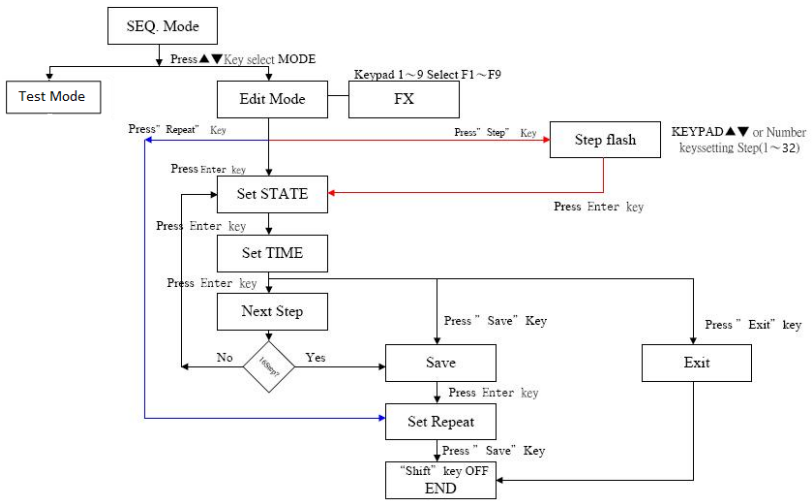 SEQ. Mode
Press▲▼Key select MODE
Test Mode
Edit Mode
Keypad 1～9 Select F1～F9
FX
Press" Repeat" Key
Press" Step" Key
Step flash
KEYPAD▲▼ or Number
keyssetting Step(1～32)
Press Enter key
Set STATE
Press Enter key
Press Enter key
Set TIME
Press Enter key
Next Step
Press" Save" Key
Press" Exit" key
No
16Step?
Yes
Save
Exit
Press Enter key
Set Repeat
Press" Save" Key
"Shift" key OFF
END